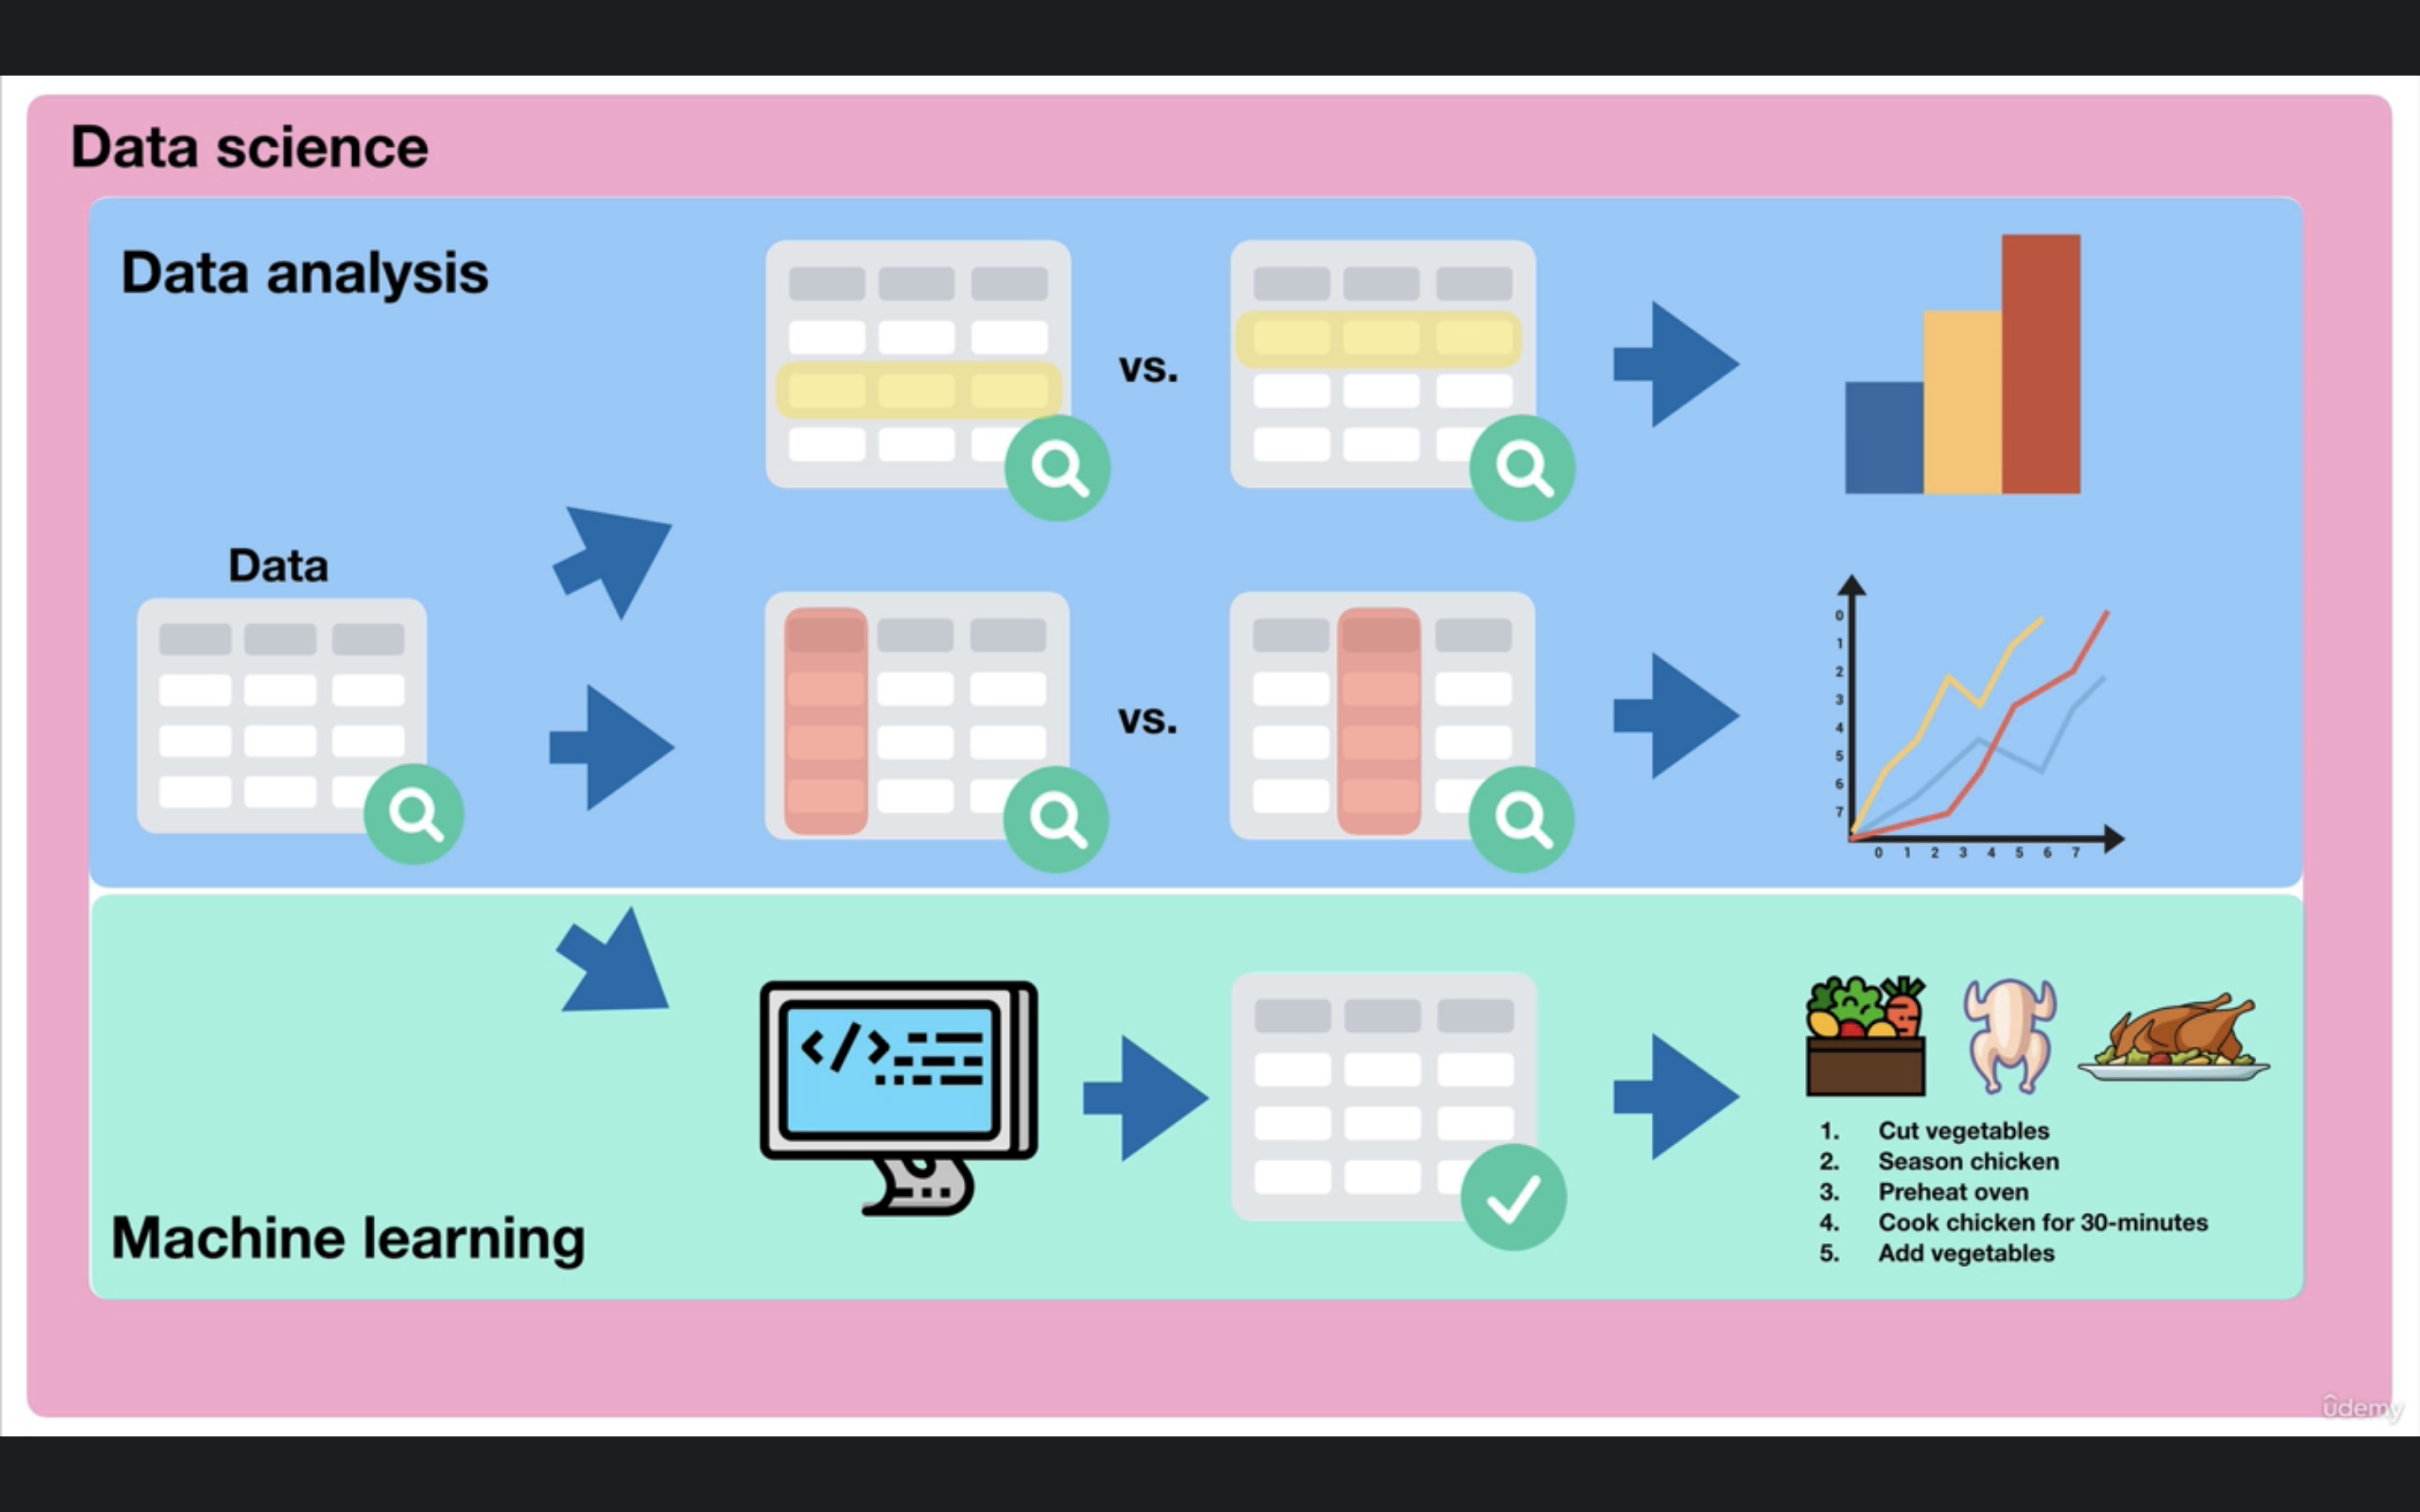 Data science
Data analysis
vs.
Data
vs.
0
1
2
3
4
5
6
7
0 1 2 3 4 5 6 7
</>
Machine learning
1. Cut vegetables
2. Season chicken
3. Preheat oven
4. Cook chicken for 30-minutes
5. Add vegetables
ûdemy